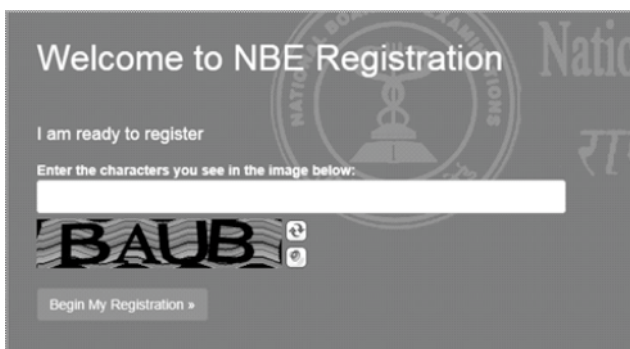 Welcome to NBE Registration
Natio
I am ready to register
Enter the characters you see in the image below:
BAUB
Begin My Registration »